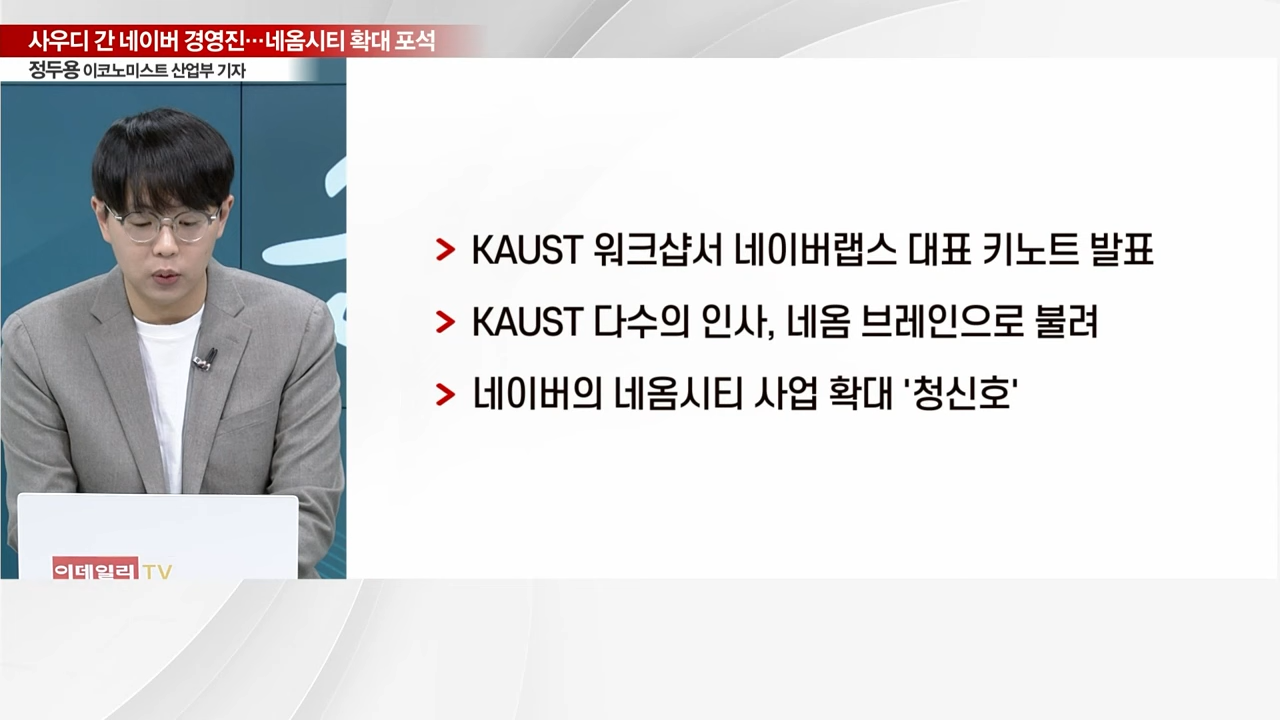 사우디 간 네이버 경영진…네옴시티 확대 포석
정두용 이코노미스트 산업부 기자
> KAUST 워크샵서 네이버랩스 대표 키노트 발표
> KAUST 다수의 인사, 네옴 브레인으로 불려
> 네이버의 네옴시티 사업 확대 '청신호'
이데일리 TV